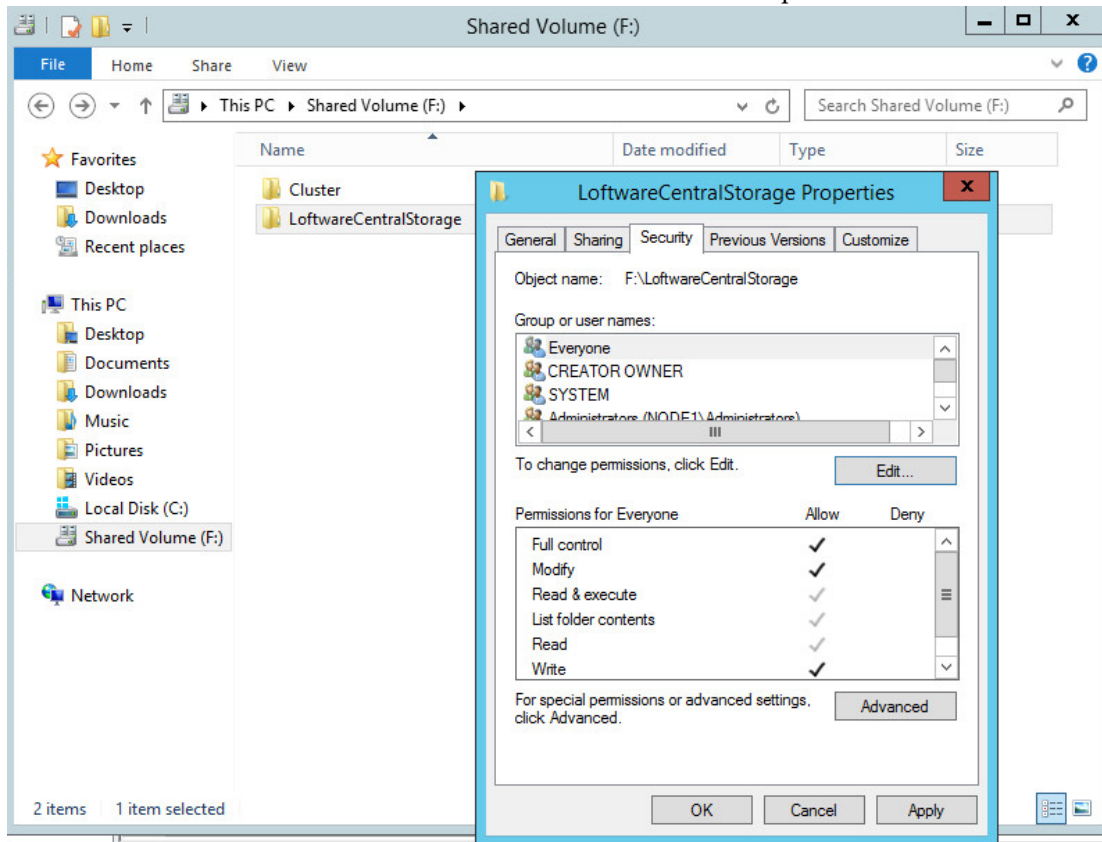 Shared Volume (F:)
File Home Share View
This PC Shared Volume (F:)
Search Shared Volume (F:)
Favorites
Desktop
Downloads
Recent places
This PC
Desktop
Documents
Downloads
Music
Pictures
Videos
Local Disk (C:)
Shared Volume (F:)
Network
Name Date modified Type Size
Cluster
LoftwareCentralStorage
LoftwareCentralStorage Properties
x
General Sharing Security Previous Versions Customize
Object name: F:\LoftwareCentralStorage
Group or user names:
Everyone
CREATOR OWNER
SYSTEM
Administrators (NODE1\Administrators)
To change permissions, click Edit.
Edit...
Permissions for Everyone Allow Deny
Full control
Modify
Read & execute
List folder contents
Read
Write
For special permissions or advanced settings,
click Advanced.
Advanced
OK Cancel Apply
2 items 1 item selected